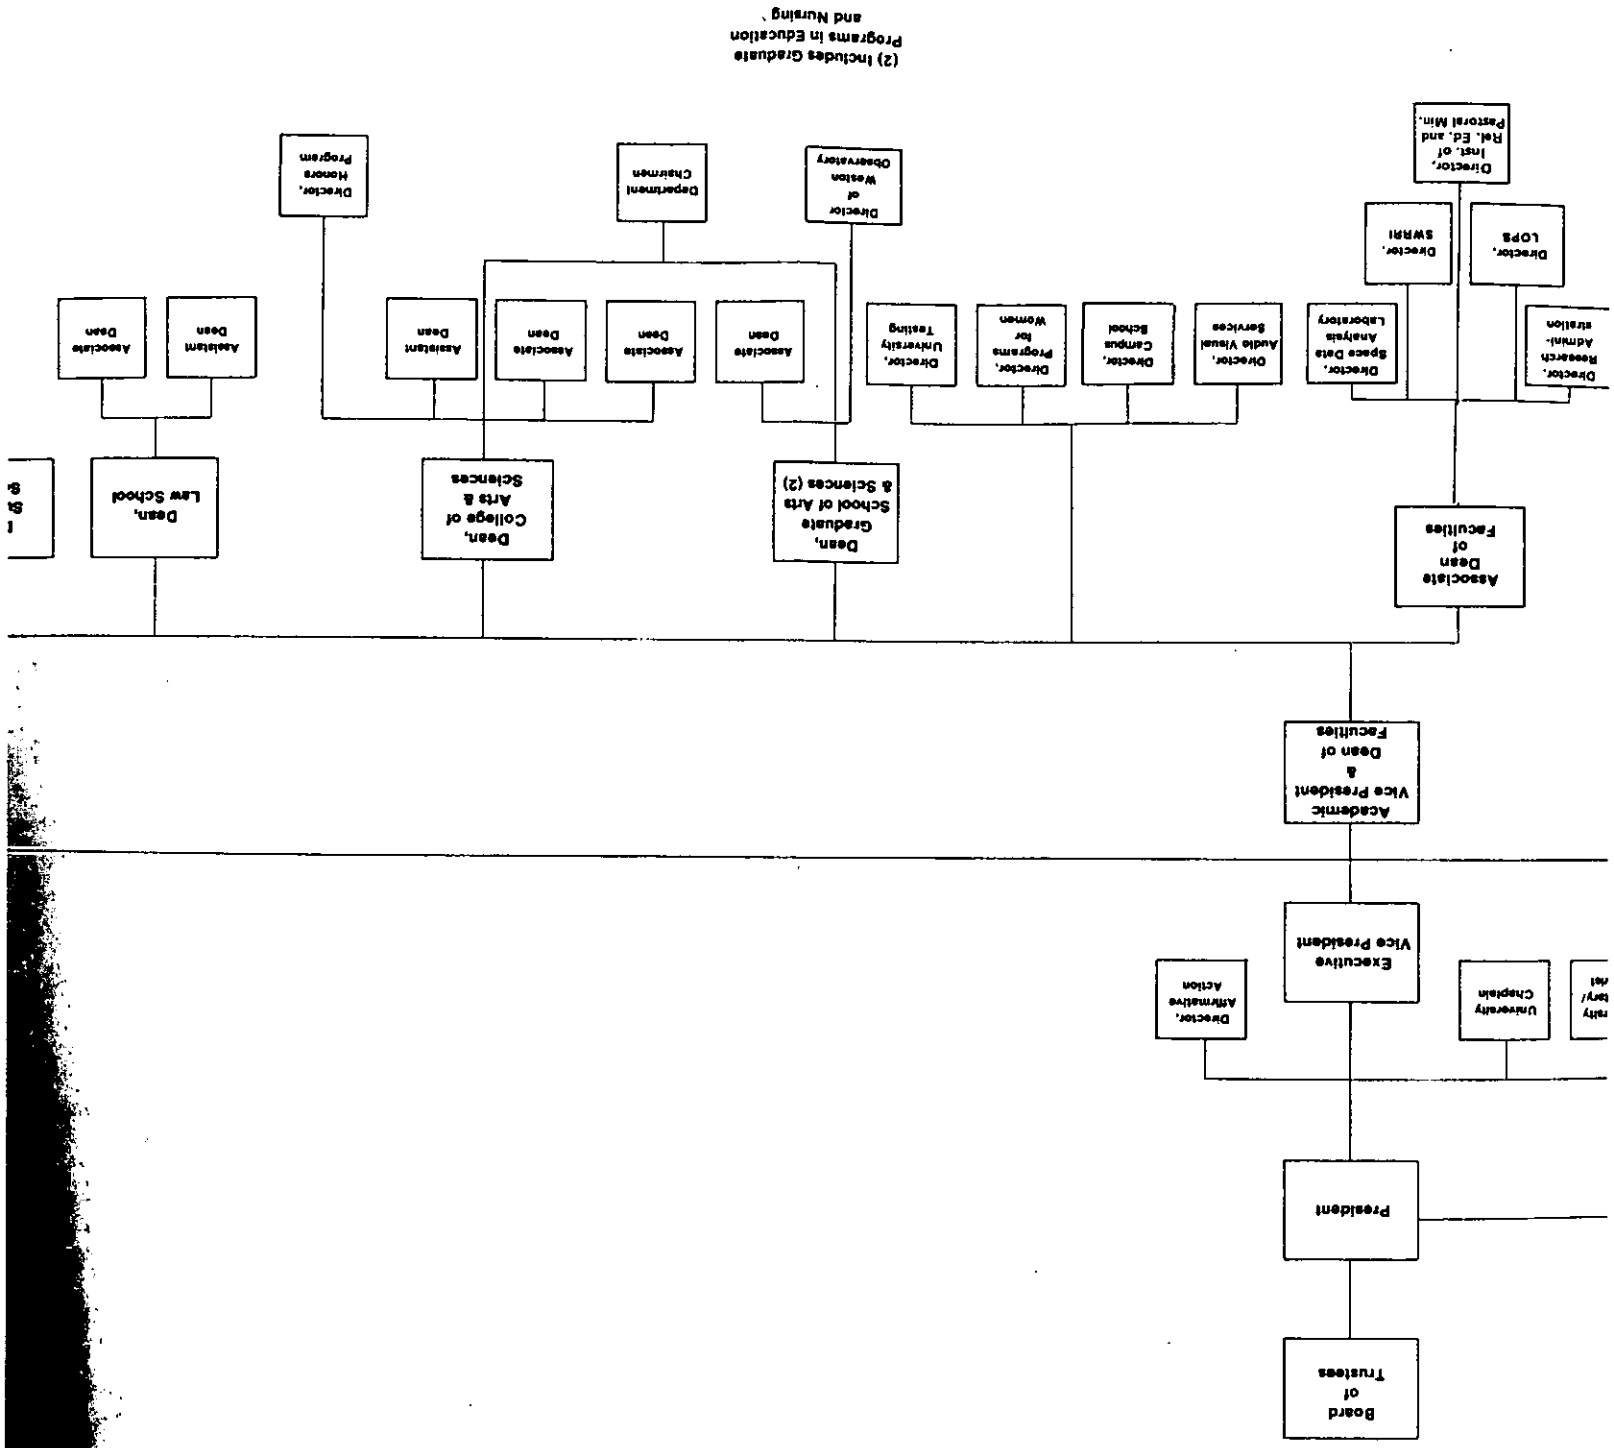 Board
of
Trustees
President
rsity
tary/
University
Chaplain
Executive
Vice President
Director,
Affirmative
Action
Academic
Vice President
&
Dean of
Faculties
Associate
Dean
of
Faculties
Dean,
Graduate
School of Arts
& Sciences (2)
Dean,
College of
Arts &
Sciences
Dean,
Law School
Director,
Research
Admini-
stration
Director,
Space Data
Analysis
Laboratory
Director,
Audio Visual
Services
Director,
Campus
School
Director,
Programs
for
Women
Director,
University
Testing
Associate
Dean
Associate
Dean
Associate
Dean
Assistant
Dean
Assistant
Dean
Associate
Dean
Director,
LOPS
Director,
SWRRI
Director,
Inst. of
Rel. Ed. and
Pastoral Min.
Director
of
Weston
Observatory
Department
Chairmen
Director,
Honors
Program
(2) Includes Graduate
Programs in Education
and Nursing